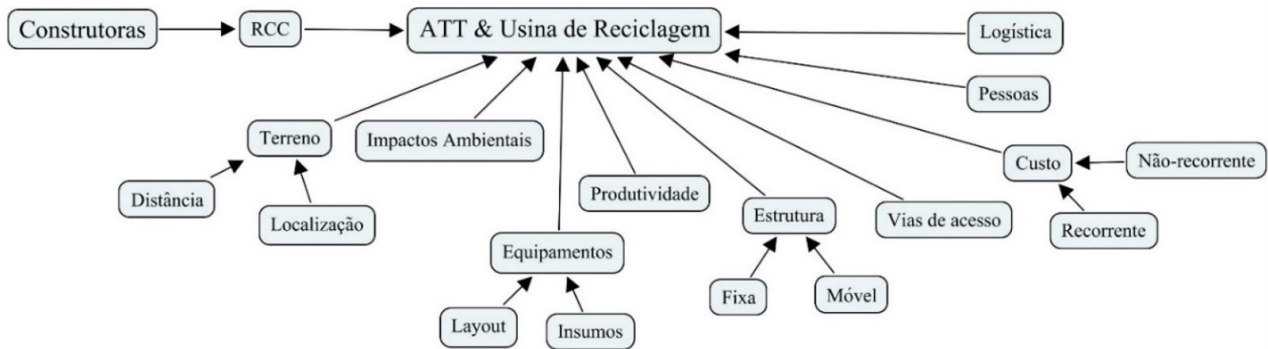 Construtoras
RCC
ATT & Usina de Reciclagem
Logística
Pessoas
Terreno
Impactos Ambientais
Custo
Não-recorrente
Distância
Localização
Produtividade
Estrutura
Vias de acesso
Recorrente
Equipamentos
Fixa
Móvel
Layout
Insumos